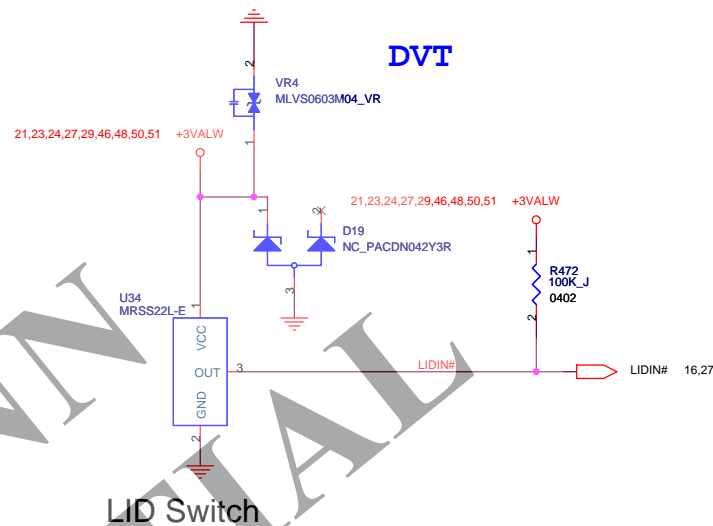 DVT
2
VR4
MLVS0603M04_VR
1
21,23,24,27,29,46,48,50,51 +3VALW
21,23,24,27,29,46,48,50,51 +3VALW
1
2
D19
NC_PACDN042Y3R
3
1
R472
100K_J
0402
2
U34
MRSS22L-E
1
VCC
OUT
3
GND
2
LIDIN#
LIDIN# 16,27
LID Switch